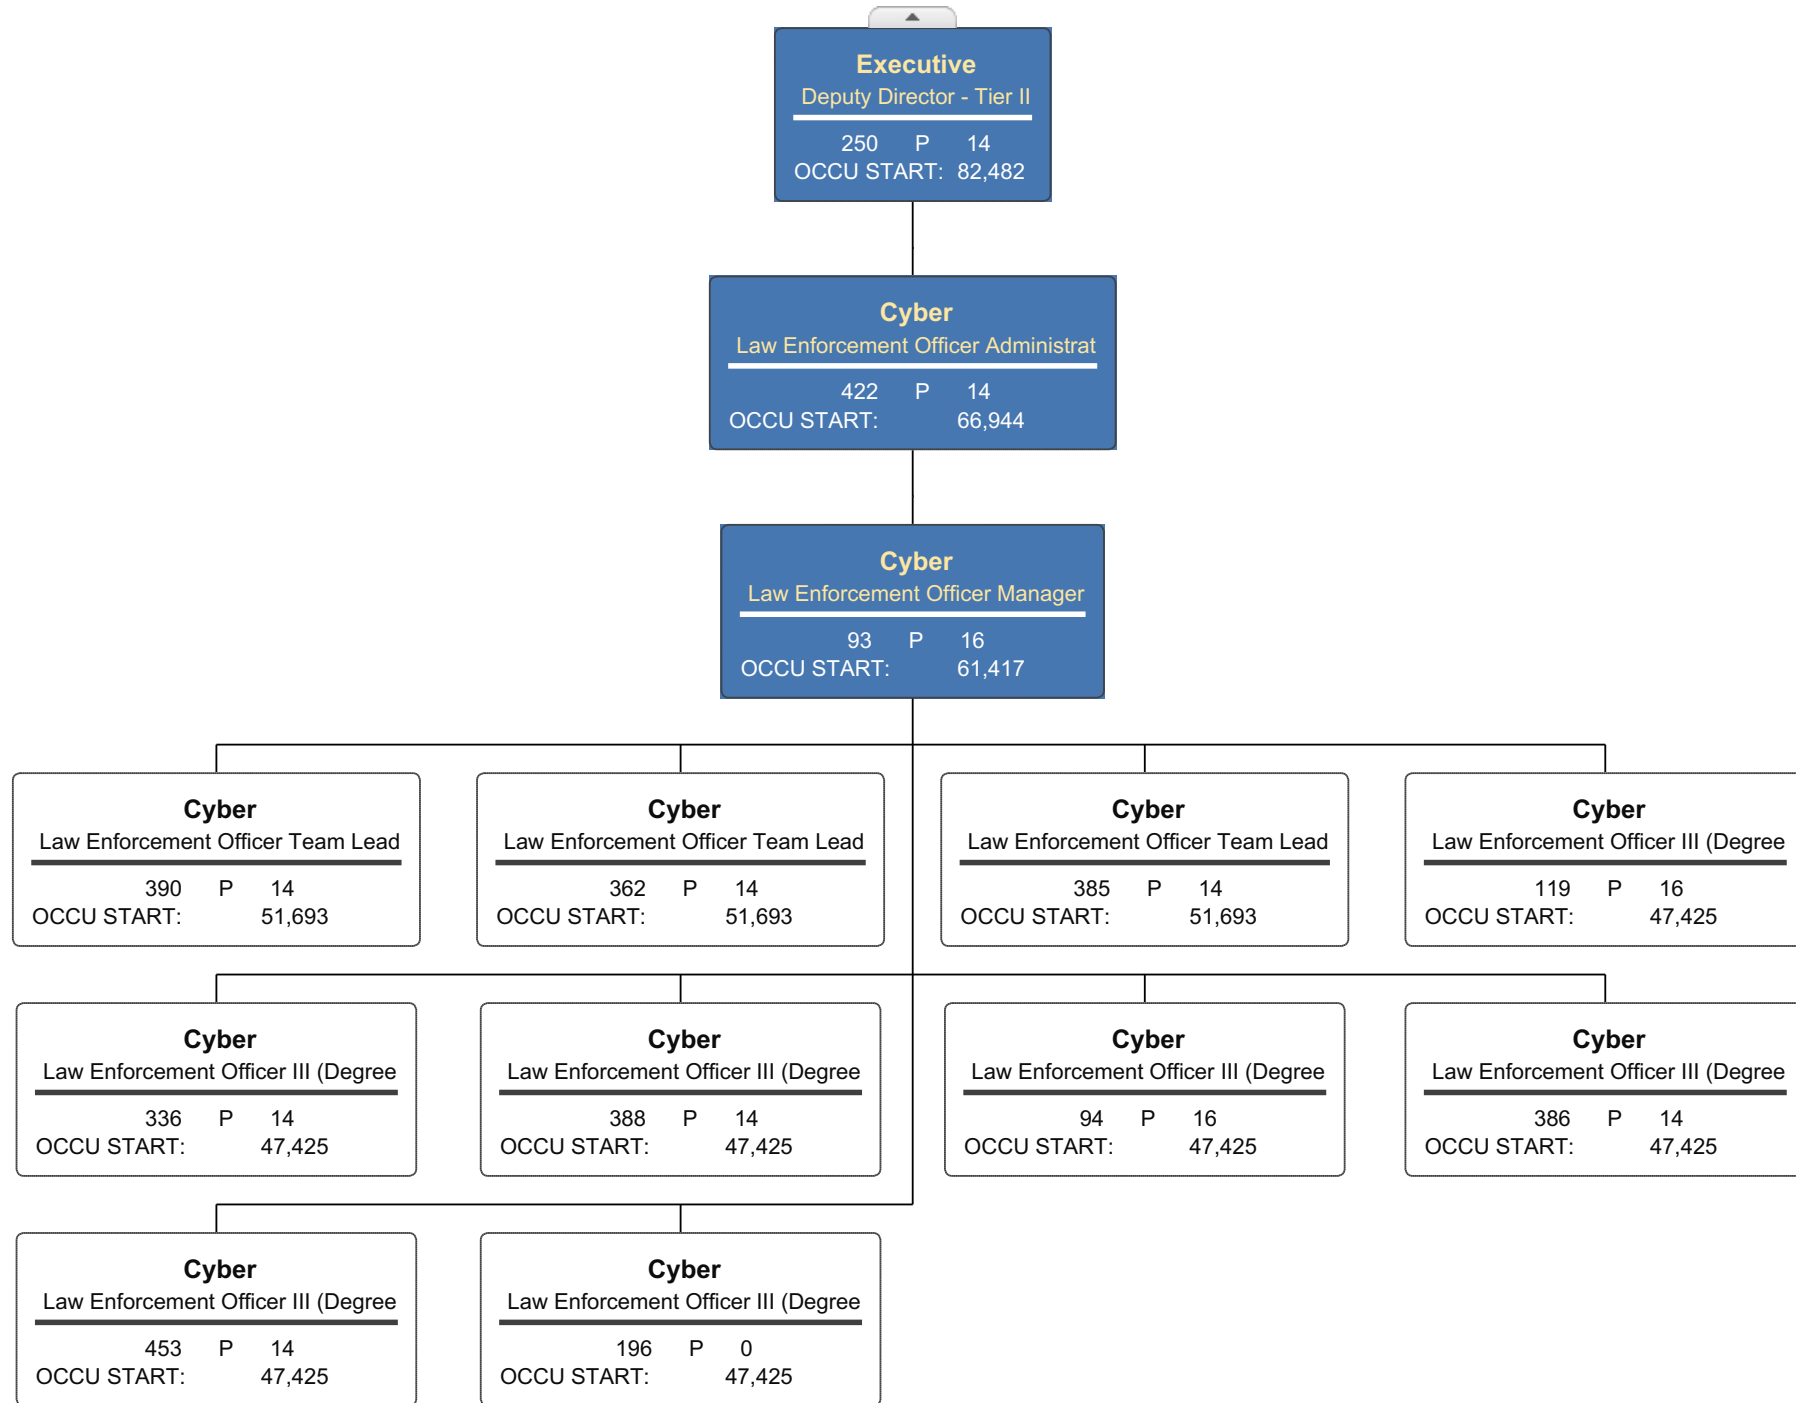 Executive
Deputy Director - Tier II
250 P 14
OCCU START: 82,482
Cyber
Law Enforcement Officer Administrat
422 P 14
OCCU START: 66,944
Cyber
Law Enforcement Officer Manager
93 P 16
OCCU START: 61,417
Cyber
Law Enforcement Officer Team Lead
390 P 14
OCCU START: 51,693
Cyber
Law Enforcement Officer Team Lead
362 P 14
OCCU START: 51,693
Cyber
Law Enforcement Officer Team Lead
385 P 14
OCCU START: 51,693
Cyber
Law Enforcement Officer III (Degree
119 P 16
OCCU START: 47,425
Cyber
Law Enforcement Officer III (Degree
336 P 14
OCCU START: 47,425
Cyber
Law Enforcement Officer III (Degree
388 P 14
OCCU START: 47,425
Cyber
Law Enforcement Officer III (Degree
94 P 16
OCCU START: 47,425
Cyber
Law Enforcement Officer III (Degree
386 P 14
OCCU START: 47,425
Cyber
Law Enforcement Officer III (Degree
453 P 14
OCCU START: 47,425
Cyber
Law Enforcement Officer III (Degree
196 P 0
OCCU START: 47,425